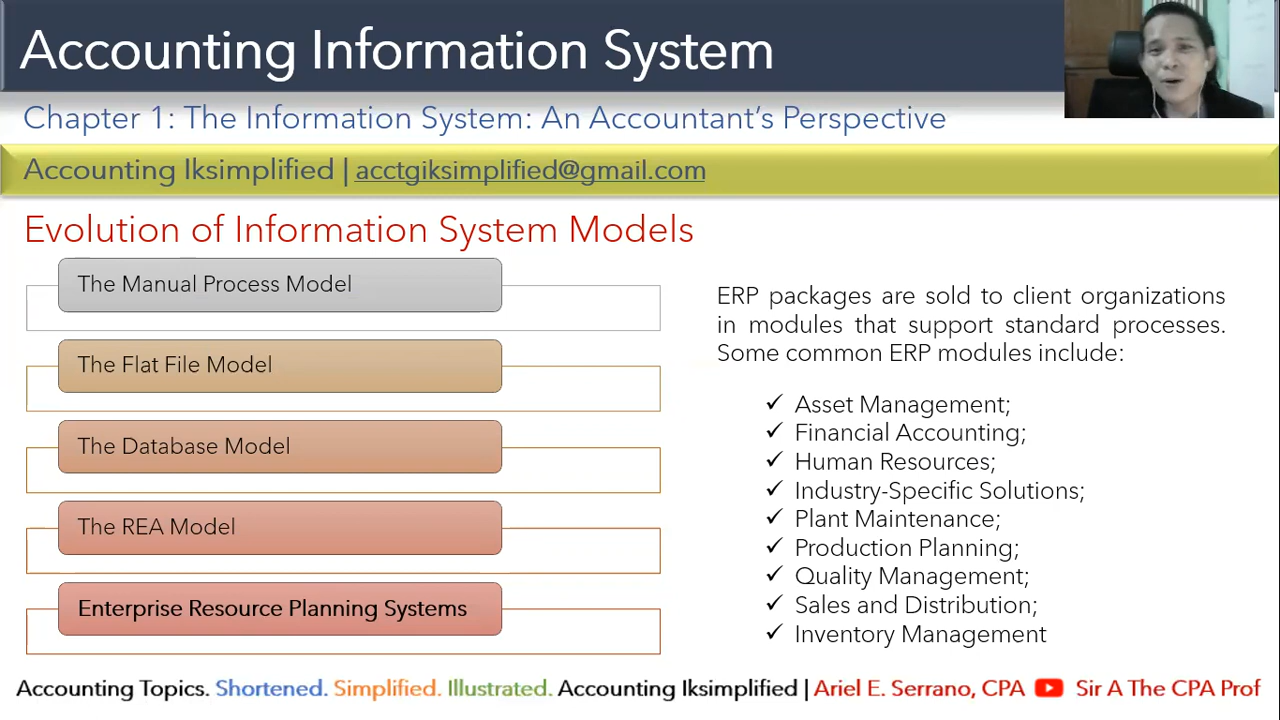 Accounting Information System
Chapter 1: The Information System: An Accountant's Perspective
Accounting Iksimplified | acctgiksimplified@gmail.com
Evolution of Information System Models
The Manual Process Model
The Flat File Model
The Database Model
The REA Model
Enterprise Resource Planning Systems
ERP packages are sold to client organizations
in modules that support standard processes.
Some common ERP modules include:
✓ Asset Management;
✓ Financial Accounting;
✓ Human Resources;
✓ Industry-Specific Solutions;
✓ Plant Maintenance;
✓ Production Planning;
✓ Quality Management;
✓ Sales and Distribution;
✓ Inventory Management
Accounting Topics. Shortened. Simplified. Illustrated. Accounting Iksimplified | Ariel E. Serrano, CPA Sir A The CPA Prof